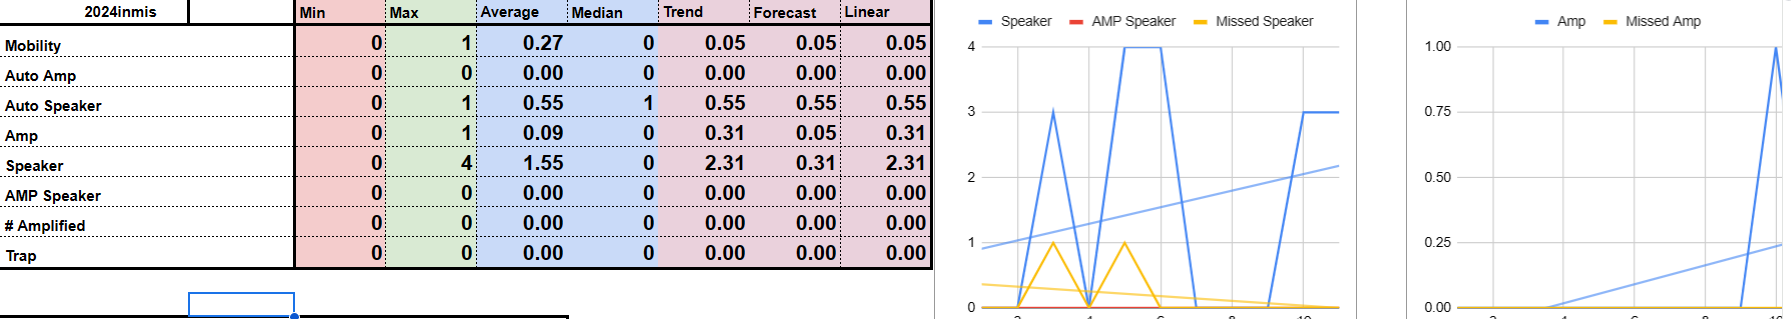 2024inmis Min Max Average Median Trend Forecast Linear
Mobility 0 1 0.27 0 0.05 0.05 0.05
Auto Amp 0 0 0.00 0 0.00 0.00 0.00
Auto Speaker 0 1 0.55 1 0.55 0.55 0.55
Amp 0 1 0.09 0 0.31 0.05 0.31
Speaker 0 4 1.55 0 2.31 0.31 2.31
AMP Speaker 0 0 0.00 0 0.00 0.00 0.00
# Amplified 0 0 0.00 0 0.00 0.00 0.00
Trap 0 0 0.00 0 0.00 0.00 0.00
Speaker AMP Speaker Missed Speaker
4
3
2
1
0
Amp Missed Amp
1.00
0.75
0.50
0.25
0.00